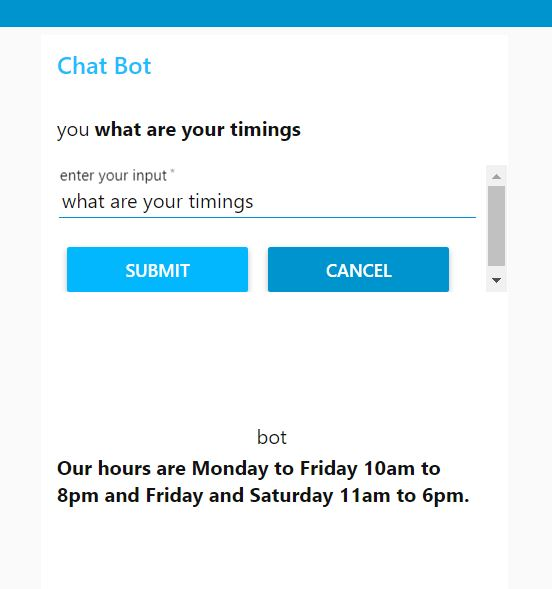 Chat Bot
you what are your timings
enter your input *
what are your timings
SUBMIT CANCEL
bot
Our hours are Monday to Friday 10am to
8pm and Friday and Saturday 11am to 6pm.